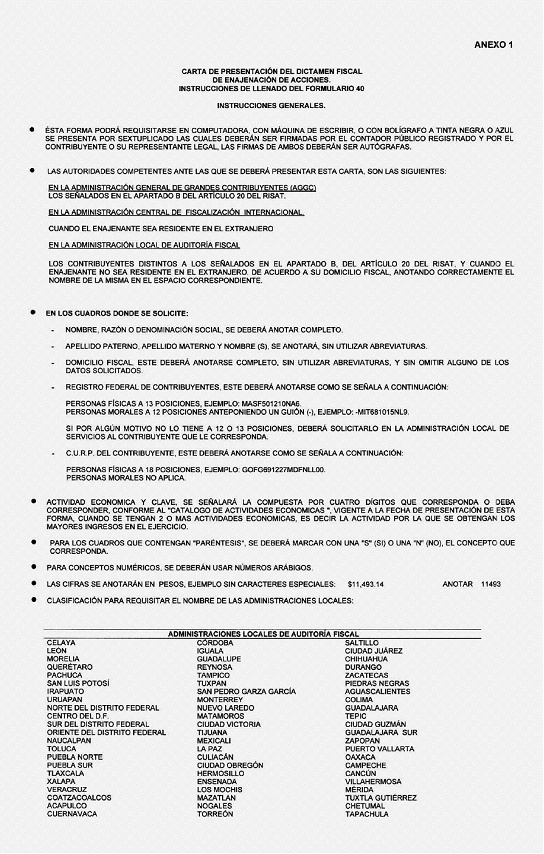 ANEXO 1
CARTA DE PRESENTACIÓN DEL DICTAMEN FISCAL
DE ENAJENACIÓN DE ACCIONES.
INSTRUCCIONES DE LLENADO DEL FORMULARIO 40
INSTRUCCIONES GENERALES.
● ÉSTA FORMA PODRÁ REQUISITARSE EN COMPUTADORA, CON MÁQUINA DE ESCRIBIR, O CON BOLÍGRAFO A TINTA NEGRA O AZUL
SE PRESENTA POR SEXTUPLICADO LAS CUALES DEBERÁN SER FIRMADAS POR EL CONTADOR PÚBLICO REGISTRADO Y POR EL
CONTRIBUYENTE O SU REPRESENTANTE LEGAL, LAS FIRMAS DE AMBOS DEBERÁN SER AUTÓGRAFAS.
● LAS AUTORIDADES COMPETENTES ANTE LAS QUE SE DEBERÁ PRESENTAR ESTA CARTA, SON LAS SIGUIENTES:
EN LA ADMINISTRACIÓN GENERAL DE GRANDES CONTRIBUYENTES (AGGC)
LOS SEÑALADOS EN EL APARTADO B DEL ARTÍCULO 20 DEL RISAT.
EN LA ADMINISTRACIÓN CENTRAL DE FISCALIZACIÓN INTERNACIONAL.
CUANDO EL ENAJENANTE SEA RESIDENTE EN EL EXTRANJERO
EN LA ADMINISTRACIÓN LOCAL DE AUDITORÍA FISCAL
LOS CONTRIBUYENTES DISTINTOS A LOS SEÑALADOS EN EL APARTADO B, DEL ARTÍCULO 20 DEL RISAT. Y CUANDO EL
ENAJENANTE NO SEA RESIDENTE EN EL EXTRANJERO. DE ACUERDO A SU DOMICILIO FISCAL, ANOTANDO CORRECTAMENTE EL
NOMBRE DE LA MISMA EN EL ESPACIO CORRESPONDIENTE.
● EN LOS CUADROS DONDE SE SOLICITE:
- NOMBRE, RAZÓN O DENOMINACIÓN SOCIAL, SE DEBERÁ ANOTAR COMPLETO.
- APELLIDO PATERNO, APELLIDO MATERNO Y NOMBRE (S), SE ANOTARÁ, SIN UTILIZAR ABREVIATURAS.
- DOMICILIO FISCAL, ESTE DEBERÁ ANOTARSE COMPLETO, SIN UTILIZAR ABREVIATURAS, Y SIN OMITIR ALGUNO DE LOS
DATOS SOLICITADOS.
- REGISTRO FEDERAL DE CONTRIBUYENTES, ESTE DEBERÁ ANOTARSE COMO SE SEÑALA A CONTINUACIÓN:
PERSONAS FÍSICAS A 13 POSICIONES, EJEMPLO: MASF501210NA6.
PERSONAS MORALES A 12 POSICIONES ANTEPONIENDO UN GUIÓN (-), EJEMPLO: -MIT681015NL9.
SI POR ALGÚN MOTIVO NO LO TIENE A 12 O 13 POSICIONES, DEBERÁ SOLICITARLO EN LA ADMINISTRACIÓN LOCAL DE
SERVICIOS AL CONTRIBUYENTE QUE LE CORRESPONDA.
- C.U.R.P. DEL CONTRIBUYENTE, DEBERÁ ANOTARSE COMO SE SEÑALA A CONTINUACIÓN:
PERSONAS FÍSICAS A 18 POSICIONES, EJEMPLO: GOFG691227MDFNLL00.
PERSONAS MORALES NO APLICA.
● ACTIVIDAD ECONOMICA Y CLAVE, SE SEÑALARÁ LA COMPUESTA POR CUATRO DÍGITOS QUE CORRESPONDA O DEBA
CORRESPONDER, CONFORME AL "CATALOGO DE ACTIVIDADES ECONOMICAS ", VIGENTE A LA FECHA DE PRESENTACIÓN DE ESTA
FORMA, CUANDO SE TENGAN 2 O MAS ACTIVIDADES ECONOMICAS, ES DECIR LA ACTIVIDAD POR LA QUE SE OBTENGAN LOS
MAYORES INGRESOS EN EL EJERCICIO.
● PARA LOS CUADROS QUE CONTENGAN "PARÉNTESIS", SE DEBERÁ MARCAR CON UNA "S" (SI) O UNA "N" (NO), EL CONCEPTO QUE
CORRESPONDA.
● PARA CONCEPTOS NUMÉRICOS, SE DEBERÁN USAR NÚMEROS ARÁBIGOS.
● LAS CIFRAS SE ANOTARÁN EN PESOS, EJEMPLO SIN CARACTERES ESPECIALES: $11,493.14 ANOTAR 11493
● CLASIFICACIÓN PARA REQUISITAR EL NOMBRE DE LAS ADMINISTRACIONES LOCALES:
ADMINISTRACIONES LOCALES DE AUDITORÍA FISCAL
CELAYA CÓRDOBA SALTILLO
LEÓN IGUALA CIUDAD JUÁREZ
MORELIA GUADALUPE CHIHUAHUA
QUERÉTARO REYNOSA DURANGO
PACHUCA TAMPICO ZACATECAS
SAN LUIS POTOSÍ TUXPAN PIEDRAS NEGRAS
IRAPUATO SAN PEDRO GARZA GARCÍA AGUASCALIENTES
URUAPAN MONTERREY COLIMA
NORTE DEL DISTRITO FEDERAL NUEVO LAREDO GUADALAJARA
CENTRO DEL D.F. MATAMOROS TEPIC
SUR DEL DISTRITO FEDERAL CIUDAD VICTORIA CIUDAD GUZMÁN
ORIENTE DEL DISTRITO FEDERAL TIJUANA GUADALAJARA SUR
NAUCALPAN MEXICALI ZAPOPAN
TOLUCA LA PAZ PUERTO VALLARTA
PUEBLA NORTE CULIACÁN OAXACA
PUEBLA SUR CIUDAD OBREGÓN CAMPECHE
TLAXCALA HERMOSILLO CANCÚN
XALAPA ENSENADA VILLAHERMOSA
VERACRUZ LOS MOCHIS MÉRIDA
COATZACOALCOS MAZATLAN TUXTLA GUTIÉRREZ
ACAPULCO NOGALES CHETUMAL
CUERNAVACA TORREÓN TAPACHULA